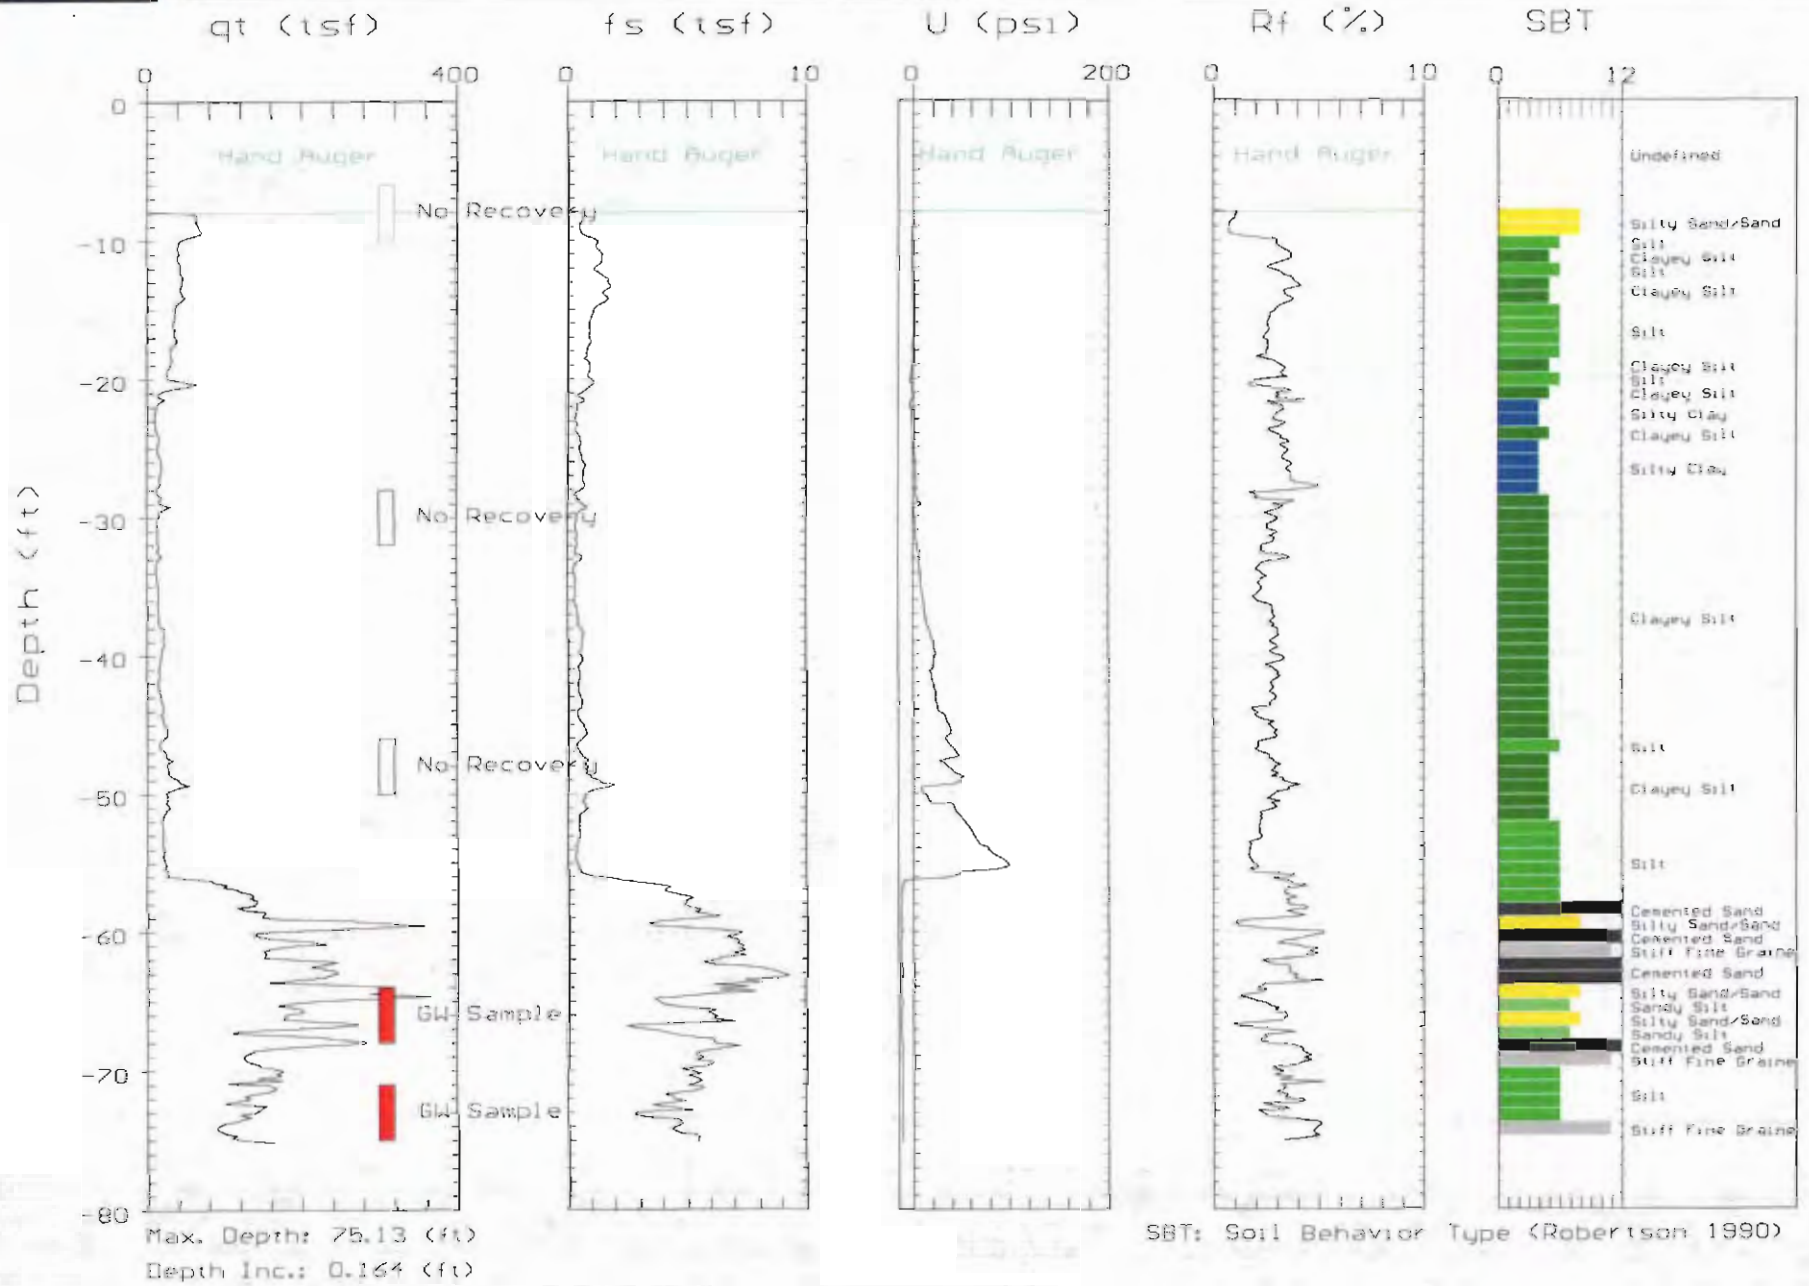 qt (tsf)
fs (tsf)
U (psi)
Rf (%)
SBT
0 400
0 10
0 200
0 10
0 12
Depth (ft)
0
-10
-20
-30
-40
-50
-60
-70
-80
Hand Auger
Hand Auger
Hand Auger
Hand Auger
No Recovery
No Recovery
No Recovery
GW Sample
GW Sample
Undefined
Silty Sand/Sand
Silt
Clayey Silt
Silt
Clayey Silt
Silt
Clayey Silt
Silt
Clayey Silt
Silty Clay
Clayey Silt
Silty Clay
Clayey Silt
Silt
Clayey Silt
Silt
Cemented Sand
Silty Sand/Sand
Cemented Sand
Stiff Fine Graine
Cemented Sand
Silty Sand/Sand
Sandy Silt
Silty Sand/Sand
Sandy Silt
Cemented Sand
Stiff Fine Graine
Silt
Stiff Fine Graine
Max. Depth: 75.13 (ft)
Depth Inc.: 0.164 (ft)
SBT: Soil Behavior Type (Robertson 1990)